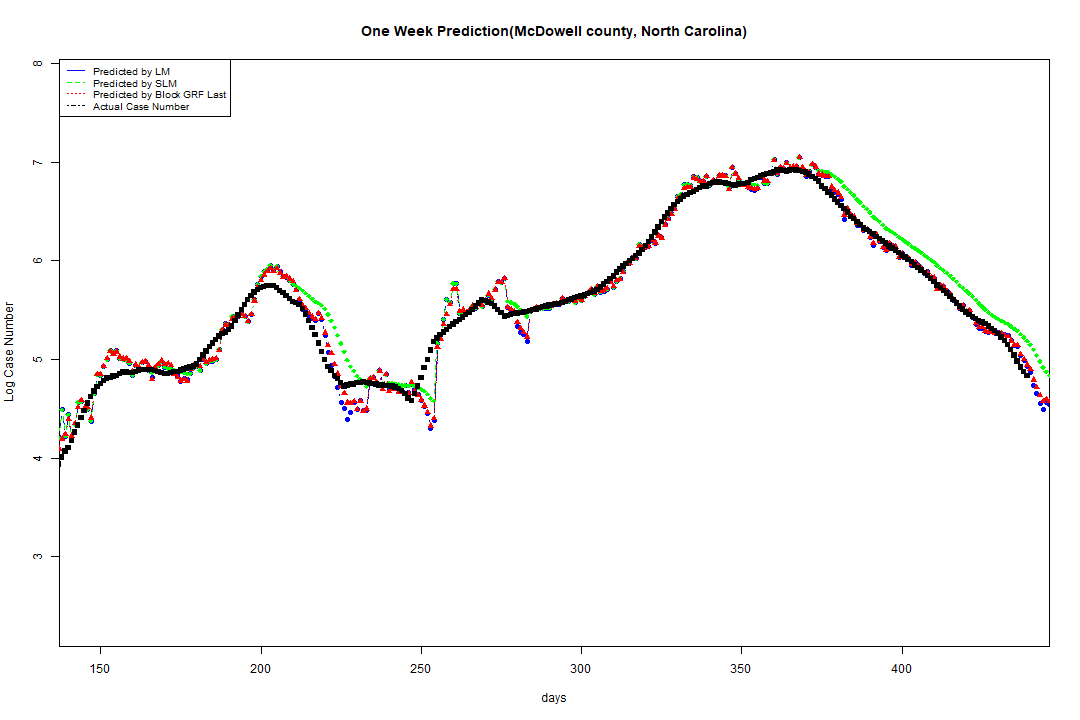 One Week Prediction(McDowell county, North Carolina)
Predicted by LM
Predicted by SLM
Predicted by Block GRF Last
Actual Case Number
8
7
6
5
4
3
Log Case Number
150 200 250 300 350 400
days